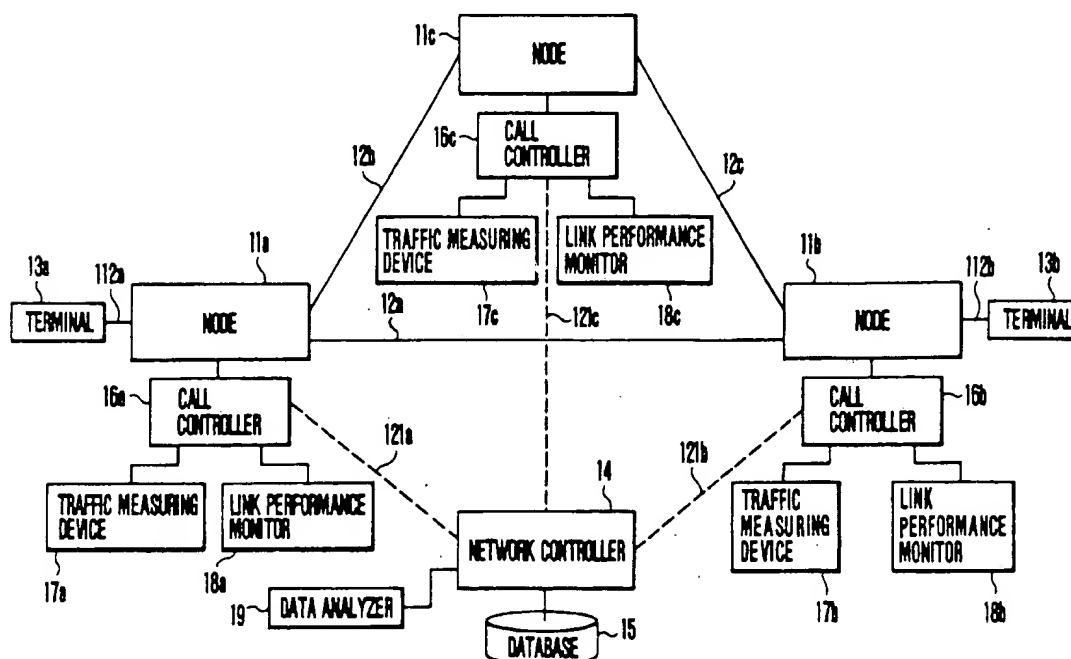 11c
NODE
16c
CALL
CONTROLLER
12b
12c
TRAFFIC MEASURING
DEVICE
LINK PERFORMANCE
MONITOR
17c
121c
18c
13a
112a
11a
TERMINAL
NODE
12a
11b
112b
13b
NODE
TERMINAL
16a
CALL
CONTROLLER
16b
CALL
CONTROLLER
121a
121b
14
TRAFFIC MEASURING
DEVICE
LINK PERFORMANCE
MONITOR
17a
18a
NETWORK CONTROLLER
TRAFFIC
MEASURING
DEVICE
LINK
PERFORMANCE
MONITOR
17b
18b
19
DATA ANALYZER
DATABASE
15